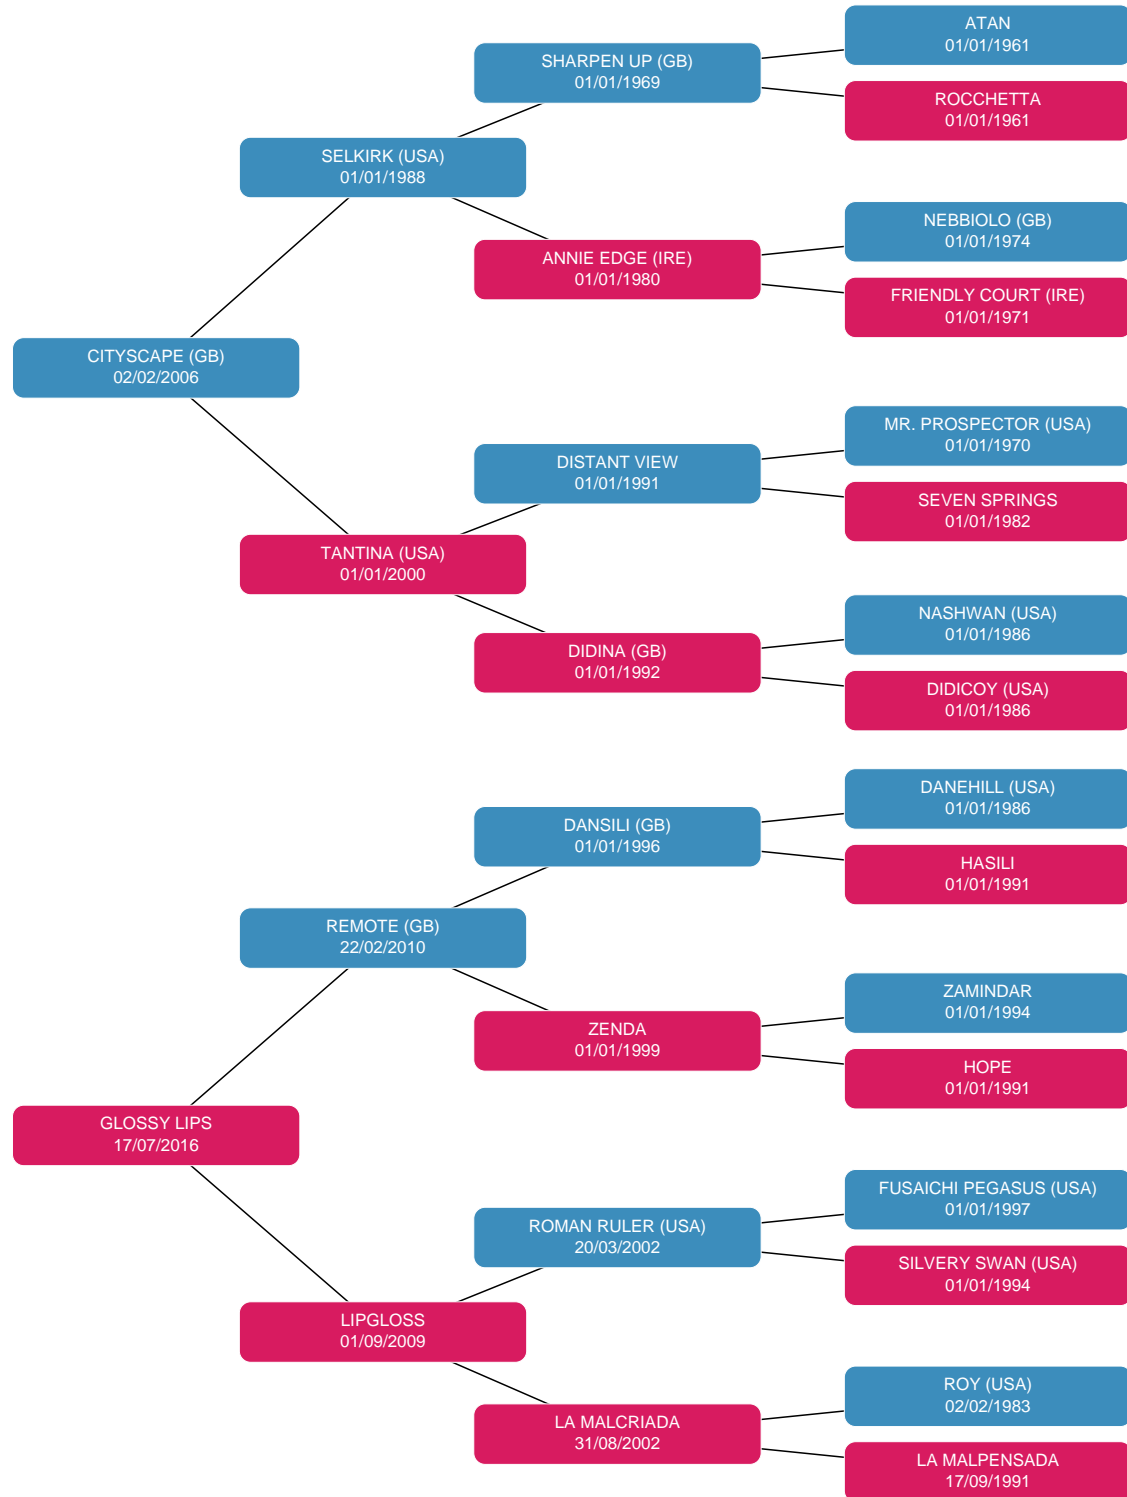 ATAN
01/01/1961
SHARPEN UP (GB)
01/01/1969
ROCCHETTA
01/01/1961
SELKIRK (USA)
01/01/1988
NEBBIOLO (GB)
01/01/1974
ANNIE EDGE (IRE)
01/01/1980
FRIENDLY COURT (IRE)
01/01/1971
CITYSCAPE (GB)
02/02/2006
MR. PROSPECTOR (USA)
01/01/1970
DISTANT VIEW
01/01/1991
SEVEN SPRINGS
01/01/1982
TANTINA (USA)
01/01/2000
NASHWAN (USA)
01/01/1986
DIDINA (GB)
01/01/1992
DIDICOY (USA)
01/01/1986
DANEHILL (USA)
01/01/1986
DANSILI (GB)
01/01/1996
HASILI
01/01/1991
REMOTE (GB)
22/02/2010
ZAMINDAR
01/01/1994
ZENDA
01/01/1999
HOPE
01/01/1991
GLOSSY LIPS
17/07/2016
FUSAICHI PEGASUS (USA)
01/01/1997
ROMAN RULER (USA)
20/03/2002
SILVERY SWAN (USA)
01/01/1994
LIPGLOSS
01/09/2009
ROY (USA)
02/02/1983
LA MALCRIADA
31/08/2002
LA MALPENSADA
17/09/1991